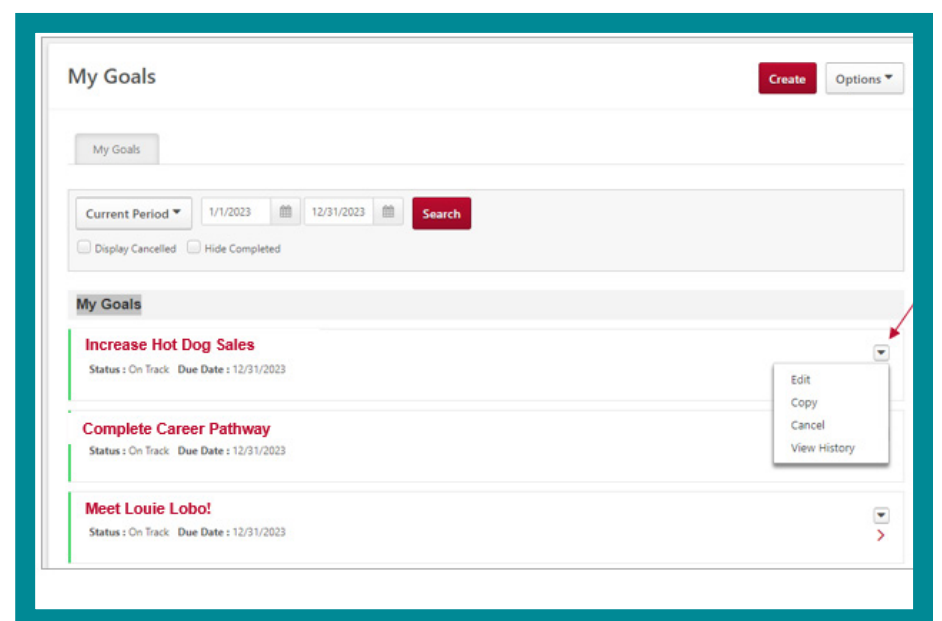 My Goals
Create
Options
My Goals
Current Period
1/1/2023
12/31/2023
Search
Display Cancelled
Hide Completed
My Goals
Increase Hot Dog Sales
Status : On Track Due Date : 12/31/2023
Edit
Copy
Cancel
View History
Complete Career Pathway
Status : On Track Due Date : 12/31/2023
Meet Louie Lobo!
Status : On Track Due Date : 12/31/2023